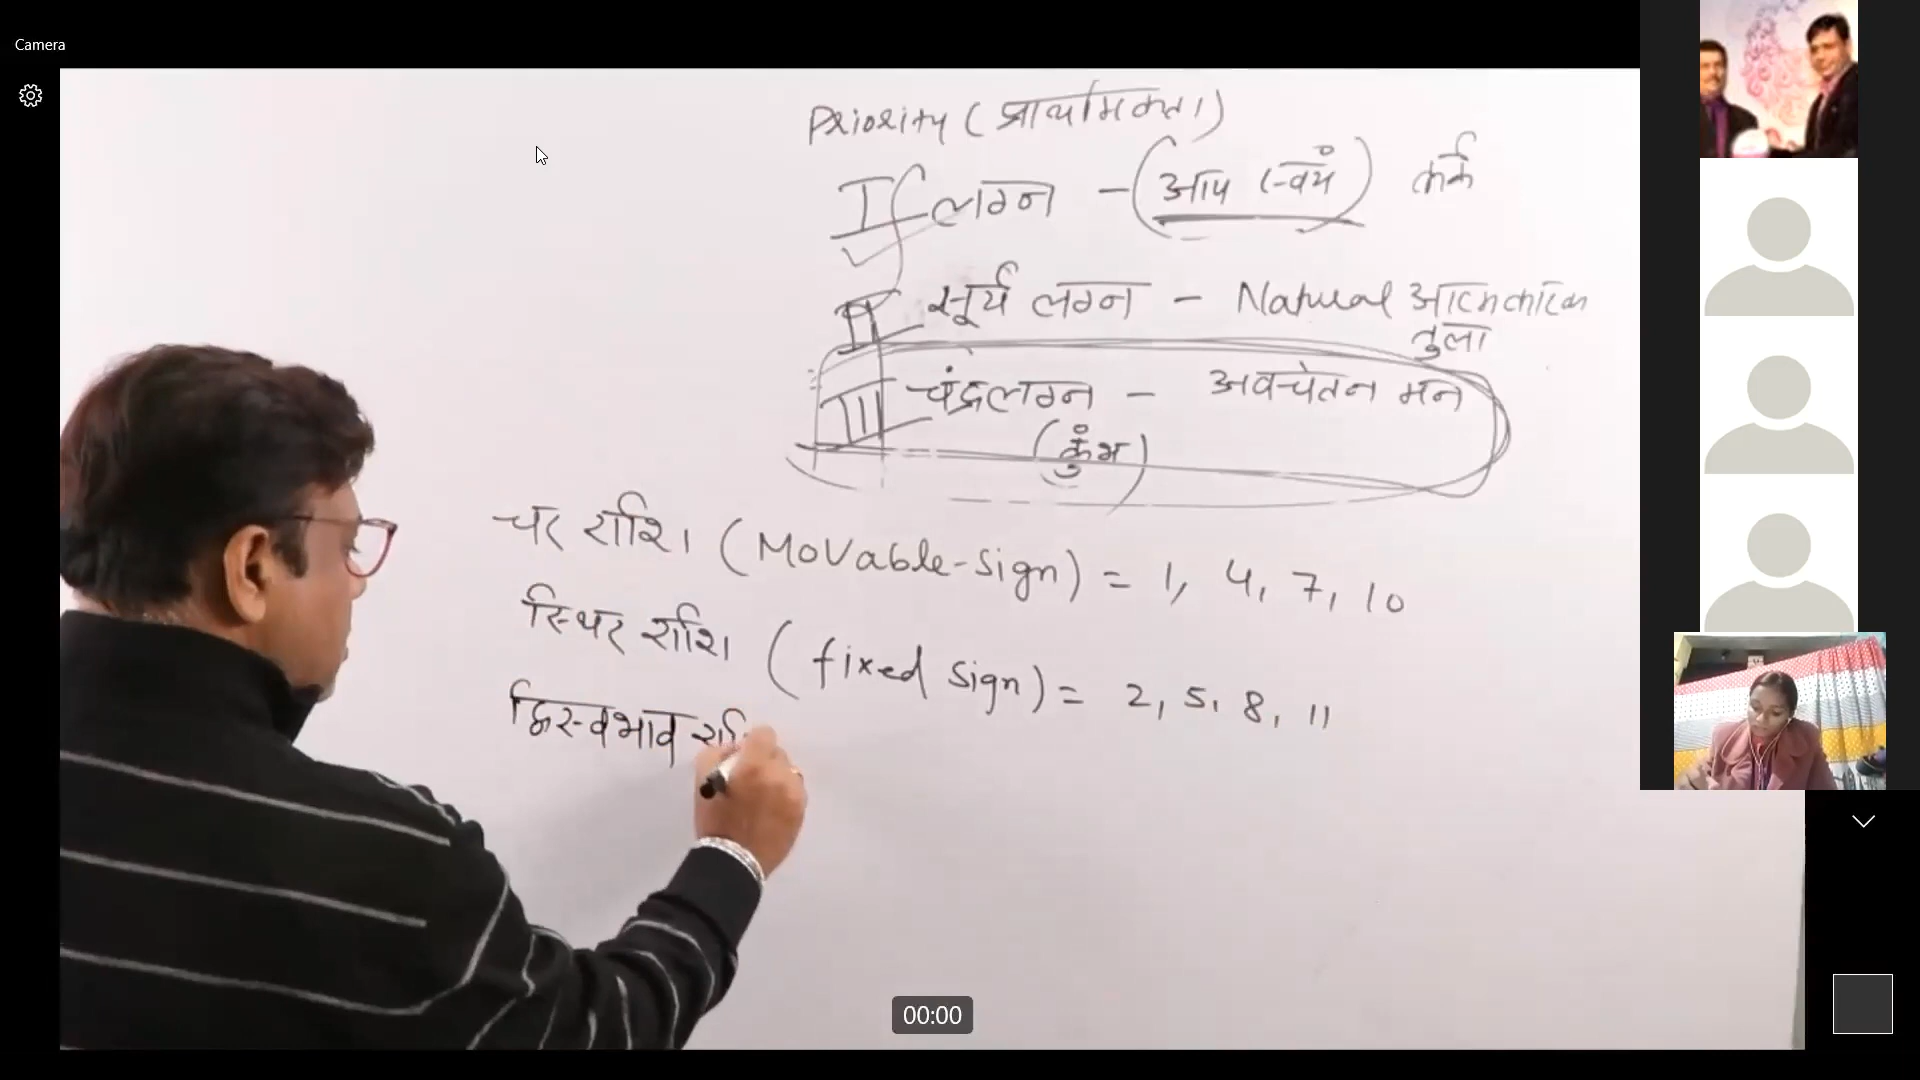 Camera
Priority (प्राथमिकता)
I लग्न - (आप स्वयं) कर्क
II सूर्य लग्न - Natural आत्मकारक
तुला
III चंद्रलग्न - अवचेतन मन
(कुंभ)
चर राशि (Movable-sign) = 1, 4, 7, 10
स्थिर राशि (fixed sign) = 2, 5, 8, 11
द्विस्वभाव
00:00